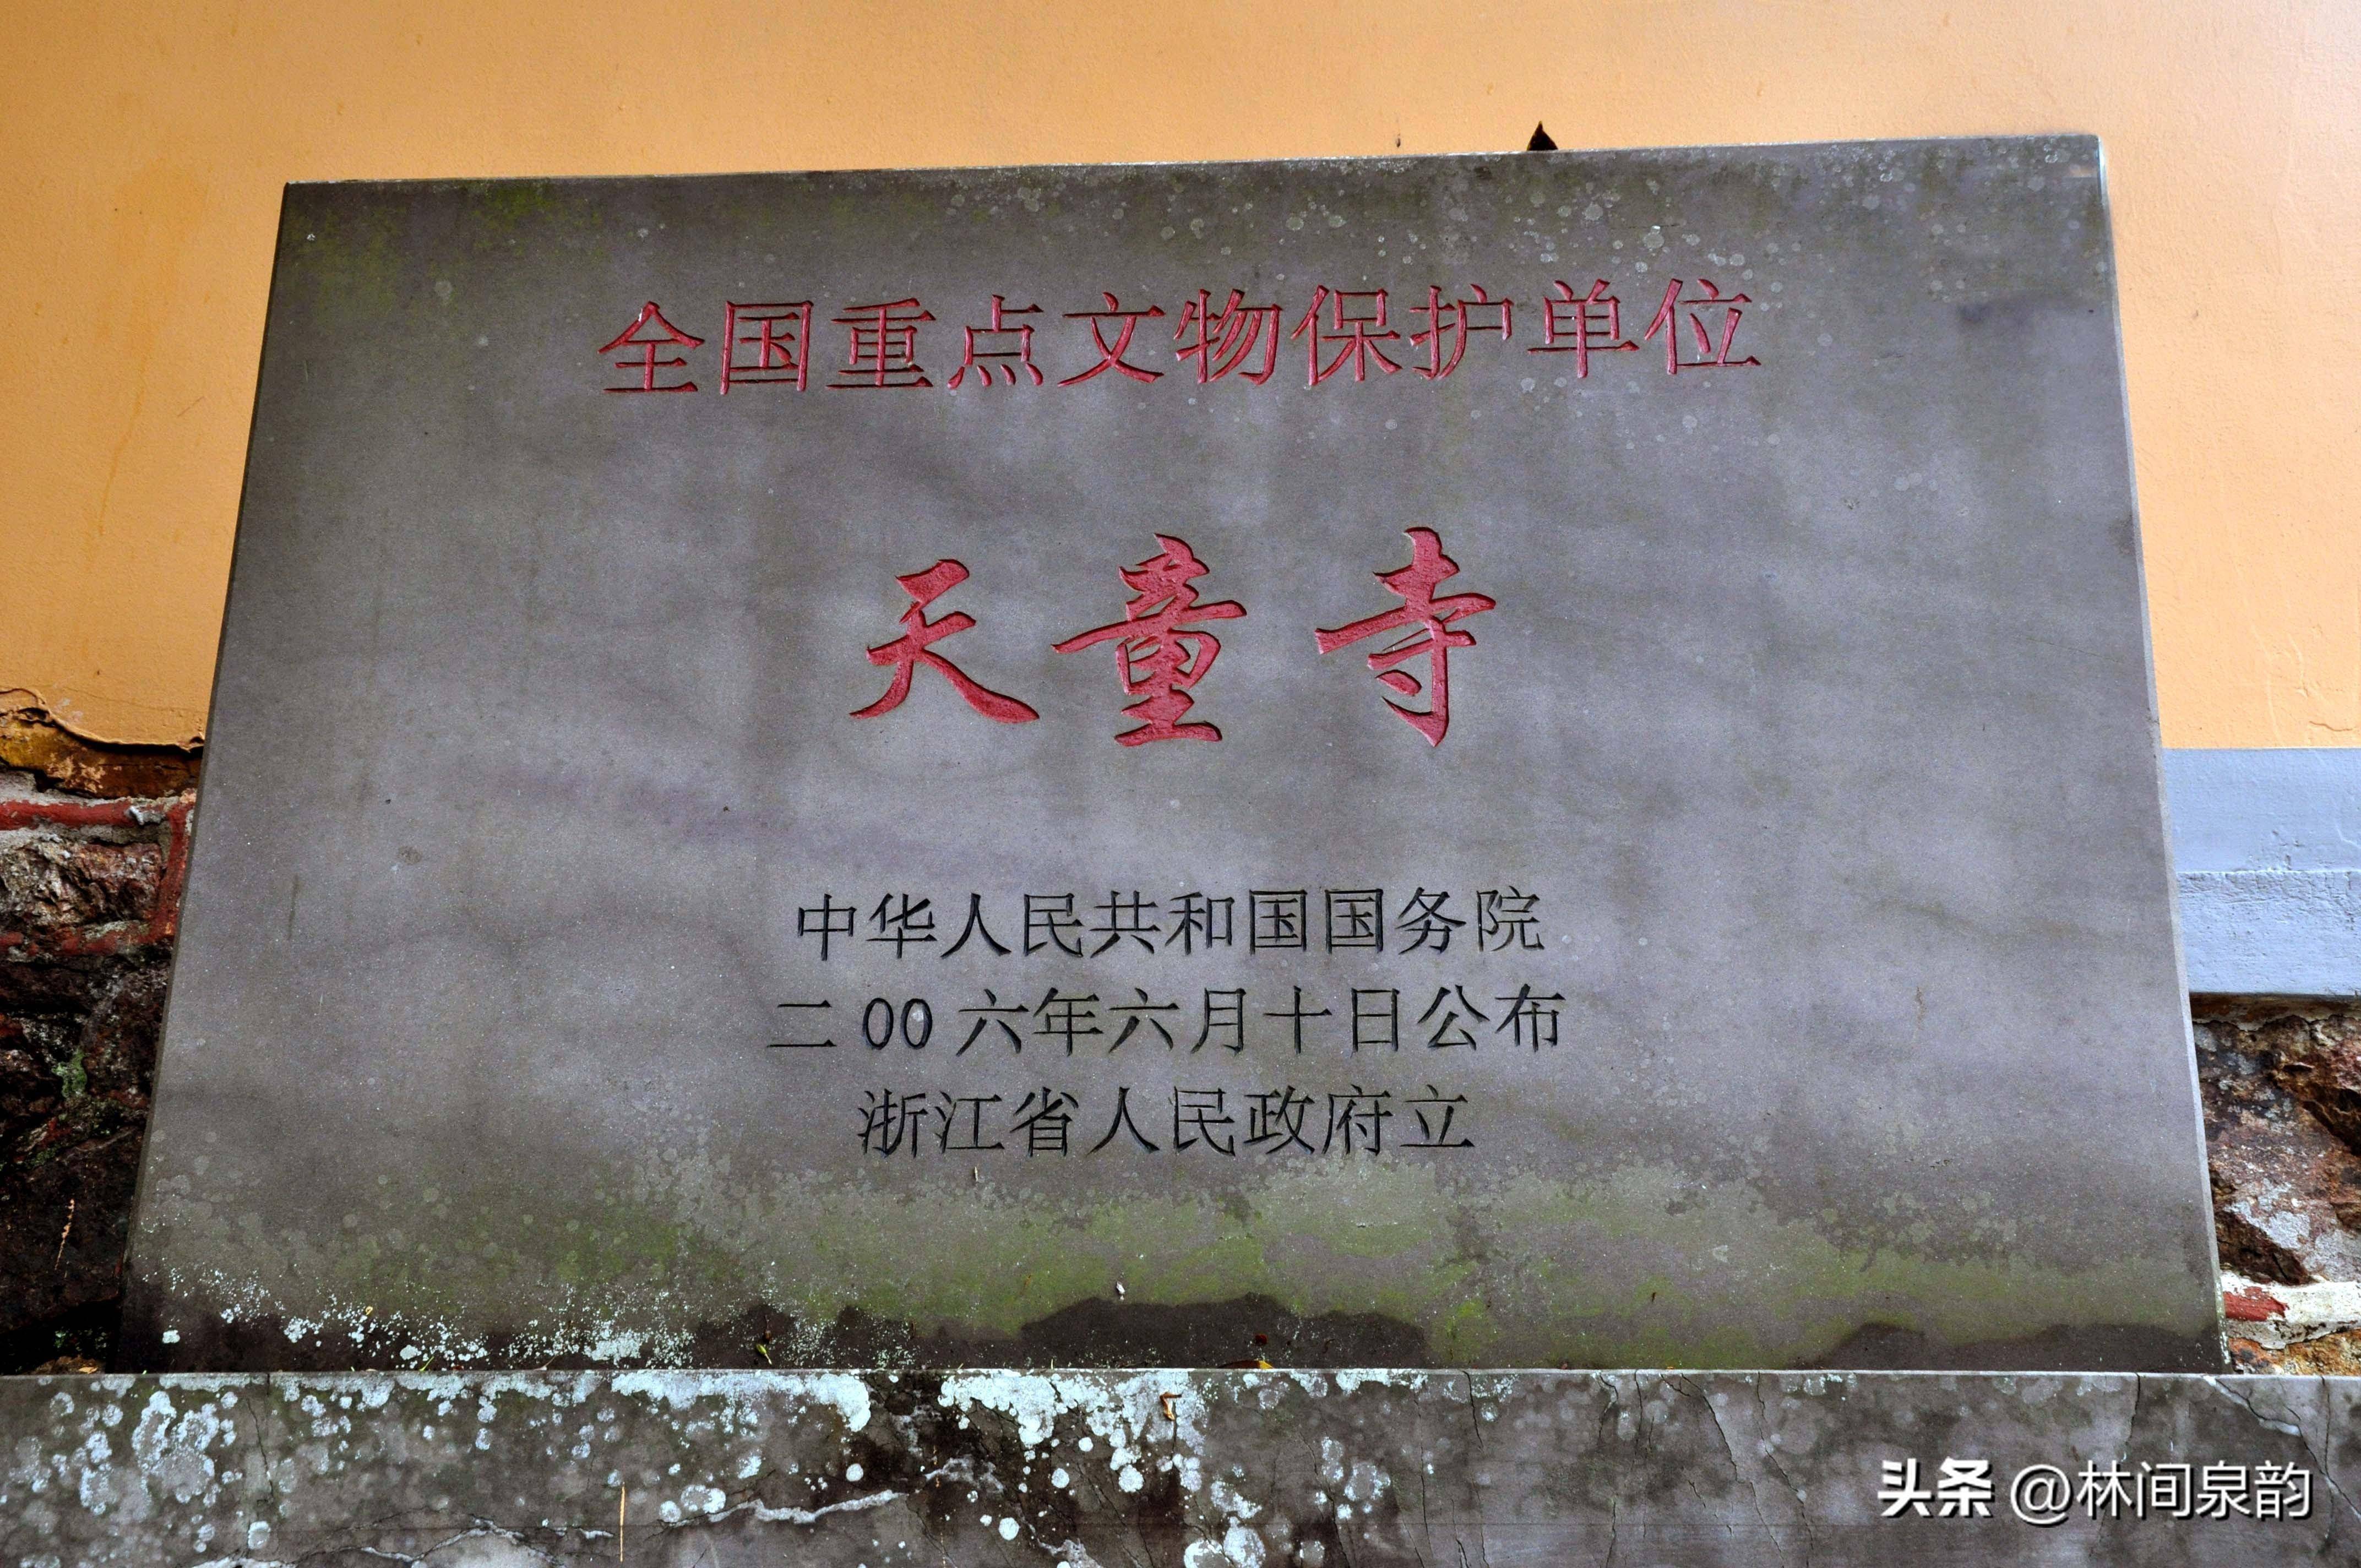 全国重点文物保护单位
天童寺
中华人民共和国国务院
二00六年六月十日公布
浙江省人民政府立
头条 @林间泉韵